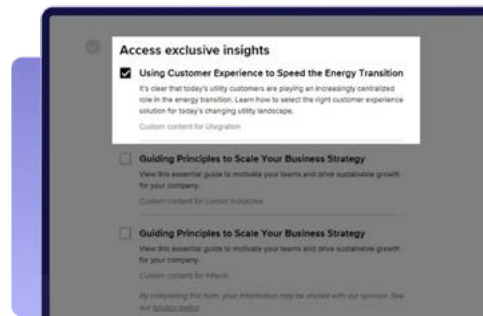 Access exclusive insights
Using Customer Experience to Speed the Energy Transition
It's clear that today's utility customers are playing an increasingly centralized
role in the energy transition. Learn how to select the right customer experience
solution for today's changing utility landscape.
Custom content for Utegration
Guiding Principles to Scale Your Business Strategy
View this essential guide to motivate your teams and drive sustainable growth
for your company.
Custom content for Lumon Industries
Guiding Principles to Scale Your Business Strategy
View this essential guide to motivate your teams and drive sustainable growth
for your company.
Custom content for
By completing this form, your information may be shared with our sponsor. See
our privacy policy